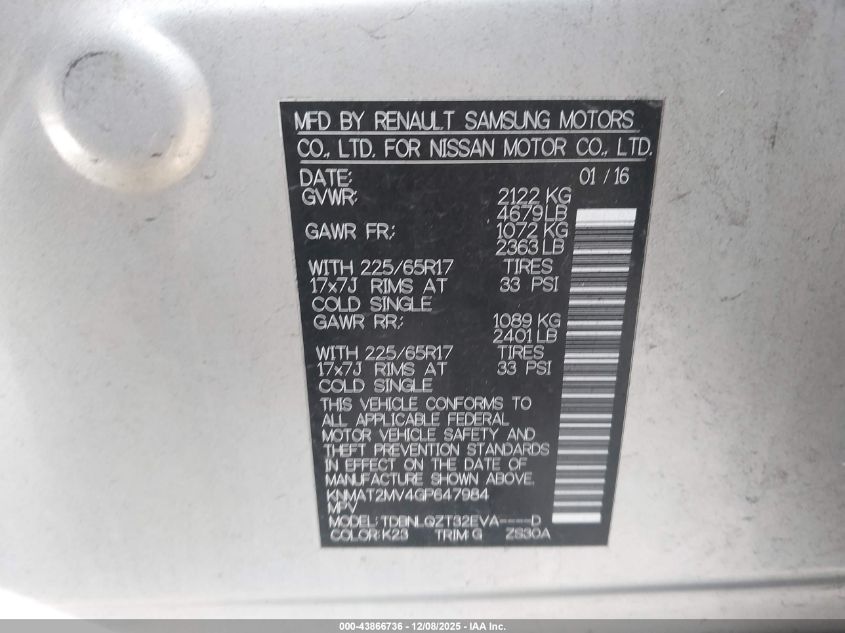 MFD BY RENAULT SAMSUNG MOTORS
CO., LTD. FOR NISSAN MOTOR CO., LTD.
DATE: 01 / 16
GVWR: 2122 KG
4679 LB
GAWR FR: 1072 KG
2363 LB
WITH 225/65R17 TIRES
17x7J RIMS AT 33 PSI
COLD SINGLE
GAWR RR: 1089 KG
2401 LB
WITH 225/65R17 TIRES
17x7J RIMS AT 33 PSI
COLD SINGLE
THIS VEHICLE CONFORMS TO
ALL APPLICABLE FEDERAL
MOTOR VEHICLE SAFETY AND
THEFT PREVENTION STANDARDS
IN EFFECT ON THE DATE OF
MANUFACTURE SHOWN ABOVE.
KNMAT2MV4GP647984
MPV
MODEL: TDBNLQZT32EVA----D
COLOR: K23 TRIM: G ZS30A
000-43866736 - 12/08/2025 - IAA Inc.